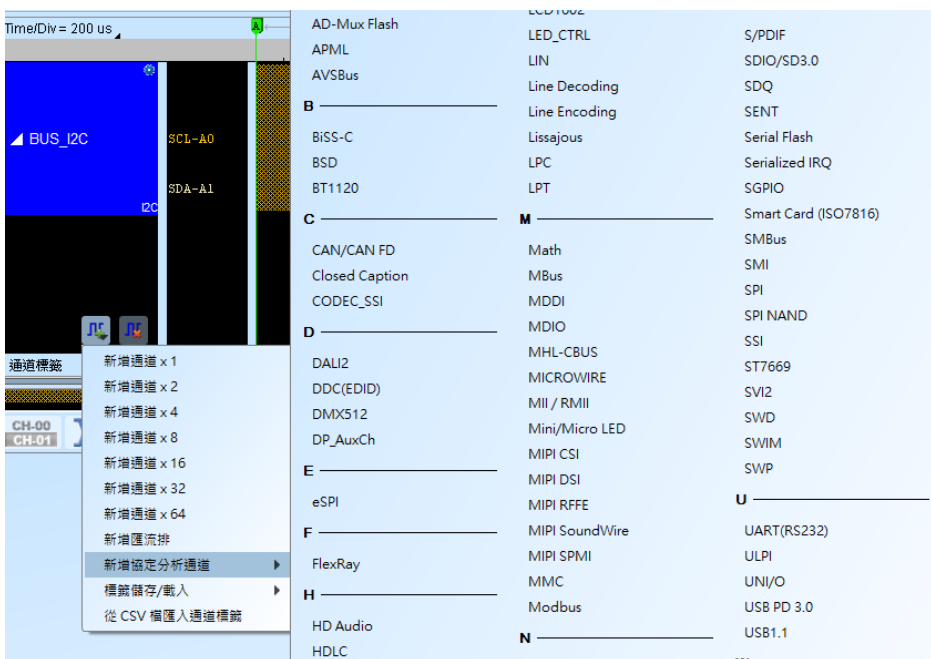 Time/Div = 200 us
A
BUS_I2C
SCL-A0
SDA-A1
I2C
通道標籤
CH-00
CH-01
新增通道 x 1
新增通道 x 2
新增通道 x 4
新增通道 x 8
新增通道 x 16
新增通道 x 32
新增通道 x 64
新增匯流排
新增協定分析通道
標籤儲存/載入
從 CSV 檔匯入通道標籤
AD-Mux Flash
APML
AVSBus
B
BiSS-C
BSD
BT1120
C
CAN/CAN FD
Closed Caption
CODEC_SSI
D
DALI2
DDC(EDID)
DMX512
DP_AuxCh
E
eSPI
F
FlexRay
H
HD Audio
HDLC
LCD1602
LED_CTRL
LIN
Line Decoding
Line Encoding
Lissajous
LPC
LPT
M
Math
MBus
MDDI
MDIO
MHL-CBUS
MICROWIRE
MII / RMII
Mini/Micro LED
MIPI CSI
MIPI DSI
MIPI RFFE
MIPI SoundWire
MIPI SPMI
MMC
Modbus
N
S/PDIF
SDIO/SD3.0
SDQ
SENT
Serial Flash
Serialized IRQ
SGPIO
Smart Card (ISO7816)
SMBus
SMI
SPI
SPI NAND
SSI
ST7669
SVI2
SWD
SWIM
SWP
U
UART(RS232)
ULPI
UNI/O
USB PD 3.0
USB1.1